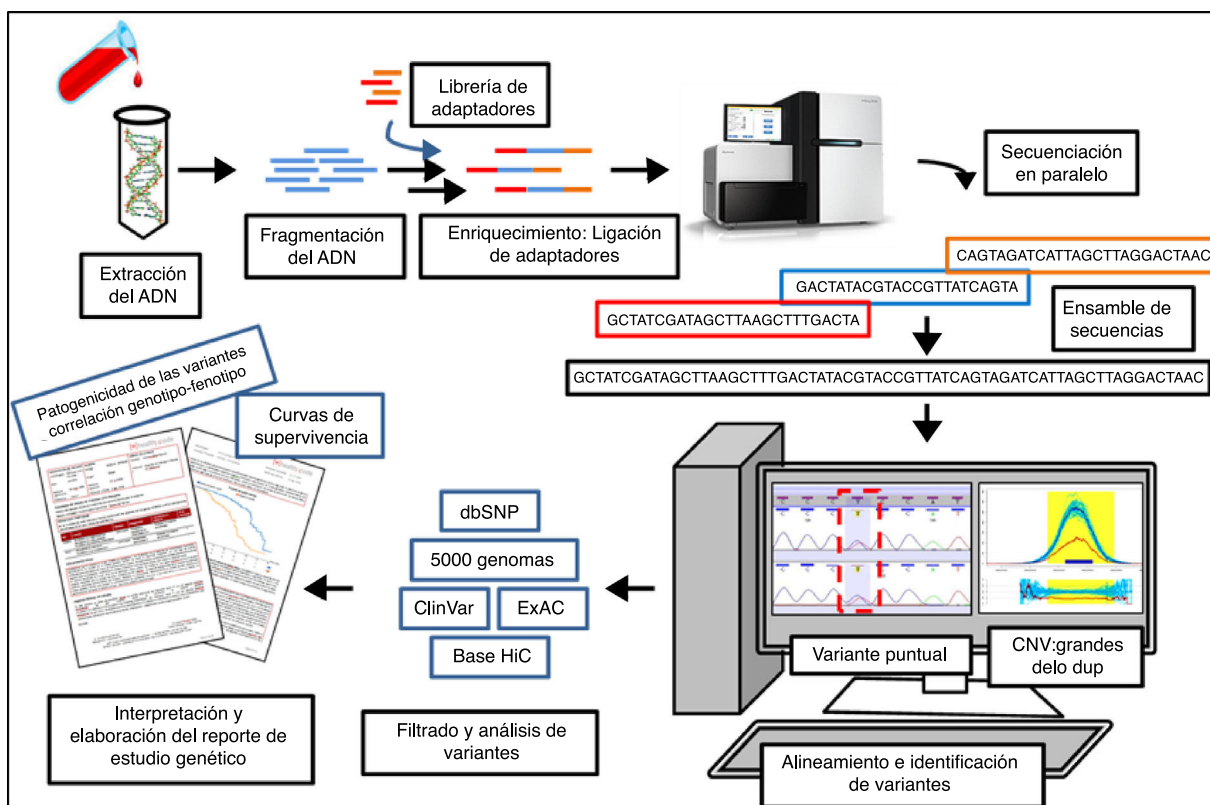 Librería de
adaptadores
Secuenciación
en paralelo
Extracción
del ADN
Fragmentación
del ADN
Enriquecimiento: Ligación
de adaptadores
CAGTAGATCATTAGCTTAGGACTAAC
GACTATACGTACCGTTATCAGTA
GCTATCGATAGCTTAAGCTTTGACTA
Ensamble de
secuencias
GCTATCGATAGCTTAAGCTTTGACTATACGTACCGTTATCAGTAGATCATTAGCTTAGGACTAAC
Variante puntual
CNV:grandes
delo dup
Alineamiento e identificación
de variantes
dbSNP
5000 genomas
ClinVar
ExAC
Base HiC
Filtrado y análisis de
variantes
Patogenicidad de las variantes
correlación genotipo-fenotipo
Curvas de
supervivencia
Interpretación y
elaboración del reporte de
estudio genético